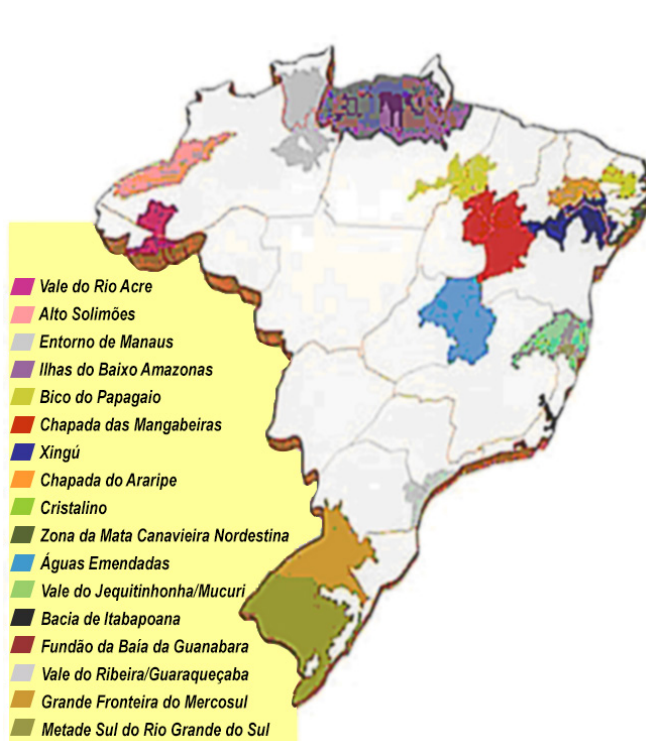 Vale do Rio Acre
Alto Solimões
Entorno de Manaus
Ilhas do Baixo Amazonas
Bico do Papagaio
Chapada das Mangabeiras
Xingú
Chapada do Araripe
Cristalino
Zona da Mata Canavieira Nordestina
Águas Emendadas
Vale do Jequitinhonha/Mucuri
Bacia de Itabapoana
Fundão da Baía da Guanabara
Vale do Ribeira/Guaraqueçaba
Grande Fronteira do Mercosul
Metade Sul do Rio Grande do Sul